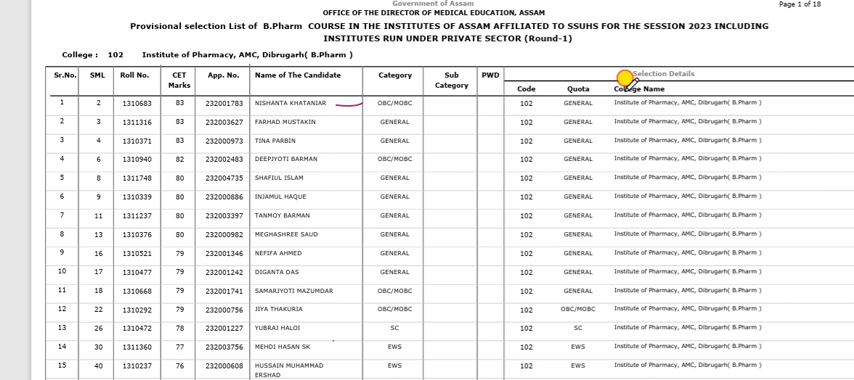 Government of Assam
Page 1 of 18
OFFICE OF THE DIRECTOR OF MEDICAL EDUCATION, ASSAM
Provisional selection List of B.Pharm COURSE IN THE INSTITUTES OF ASSAM AFFILIATED TO SSUHS FOR THE SESSION 2023 INCLUDING
INSTITUTES RUN UNDER PRIVATE SECTOR (Round-1)
College : 102 Institute of Pharmacy, AMC, Dibrugarh( B.Pharm )
Sr.No. SML Roll No. CET Marks App. No. Name of The Candidate Category Sub Category PWD Selection Details
Code Quota College Name
1 2 1310683 83 232001783 NISHANTA KHATANIAR OBC/MOBC 102 GENERAL Institute of Pharmacy, AMC, Dibrugarh( B.Pharm )
2 3 1311316 83 232003627 FARHAD MUSTAKIN GENERAL 102 GENERAL Institute of Pharmacy, AMC, Dibrugarh( B.Pharm )
3 4 1310371 83 232000973 TINA PARBIN GENERAL 102 GENERAL Institute of Pharmacy, AMC, Dibrugarh( B.Pharm )
4 6 1310940 82 232002483 DEEPJYOTI BARMAN OBC/MOBC 102 GENERAL Institute of Pharmacy, AMC, Dibrugarh( B.Pharm )
5 8 1311748 80 232004735 SHAFIUL ISLAM GENERAL 102 GENERAL Institute of Pharmacy, AMC, Dibrugarh( B.Pharm )
6 9 1310339 80 232000886 INJAMUL HAQUE GENERAL 102 GENERAL Institute of Pharmacy, AMC, Dibrugarh( B.Pharm )
7 11 1311237 80 232003397 TANMOY BARMAN GENERAL 102 GENERAL Institute of Pharmacy, AMC, Dibrugarh( B.Pharm )
8 13 1310376 80 232000982 MEGHASHREE SAUD GENERAL 102 GENERAL Institute of Pharmacy, AMC, Dibrugarh( B.Pharm )
9 16 1310521 79 232001346 NEFIFA AHMED GENERAL 102 GENERAL Institute of Pharmacy, AMC, Dibrugarh( B.Pharm )
10 17 1310477 79 232001242 DIGANTA DAS GENERAL 102 GENERAL Institute of Pharmacy, AMC, Dibrugarh( B.Pharm )
11 18 1310668 79 232001741 SAMARJYOTI MAZUMDAR OBC/MOBC 102 GENERAL Institute of Pharmacy, AMC, Dibrugarh( B.Pharm )
12 22 1310292 79 232000756 JIYA THAKURIA OBC/MOBC 102 OBC/MOBC Institute of Pharmacy, AMC, Dibrugarh( B.Pharm )
13 26 1310472 78 232001227 YUBRAJ HALOI SC 102 SC Institute of Pharmacy, AMC, Dibrugarh( B.Pharm )
14 30 1311360 77 232003756 MEHDI HASAN SK EWS 102 EWS Institute of Pharmacy, AMC, Dibrugarh( B.Pharm )
15 40 1310237 76 232000608 HUSSAIN MUHAMMAD EWS 102 EWS Institute of Pharmacy, AMC, Dibrugarh( B.Pharm )
ERSHAD